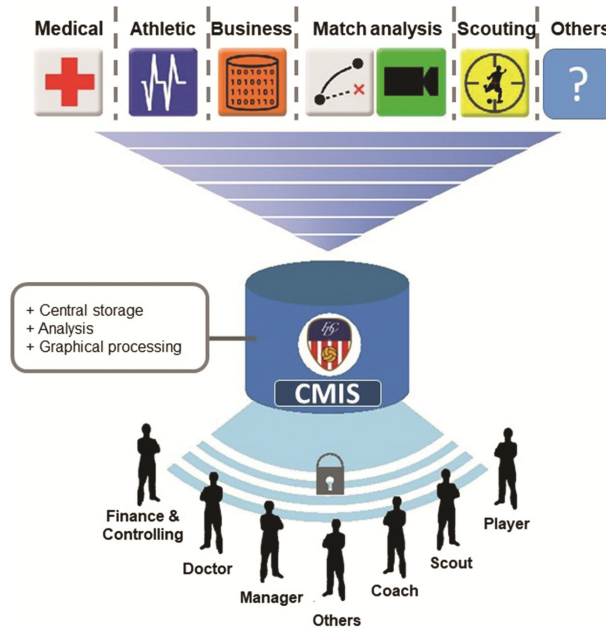 Medical
Athletic
Business
Match analysis
Scouting
Others
1001010
1010011
1101101
1000110
?
+ Central storage
+ Analysis
+ Graphical processing
CMIS
Finance &
Controlling
Doctor
Manager
Others
Coach
Scout
Player